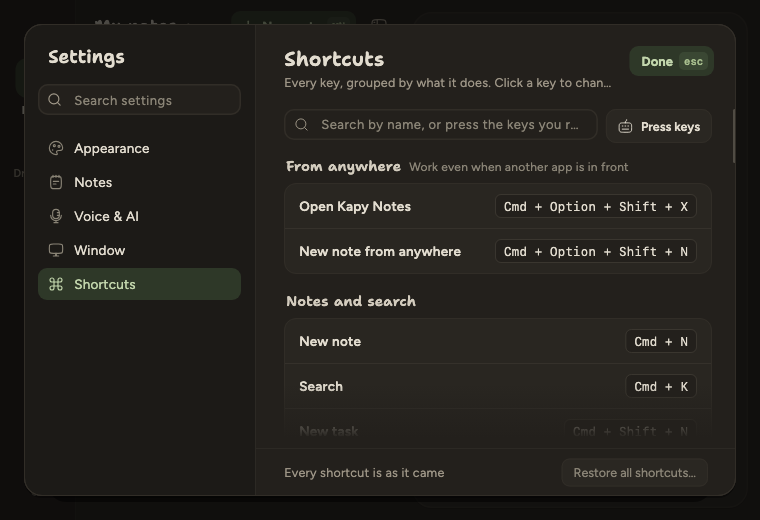 My notes
Settings
Search settings
Appearance
Notes
Voice & AI
Window
Shortcuts
Shortcuts
Every key, grouped by what it does. Click a key to chan...
Done esc
Search by name, or press the keys you r...
Press keys
From anywhere Work even when another app is in front
Open Kapy Notes Cmd + Option + Shift + X
New note from anywhere Cmd + Option + Shift + N
Notes and search
New note Cmd + N
Search Cmd + K
New task Cmd + Shift + N
Every shortcut is as it came
Restore all shortcuts...